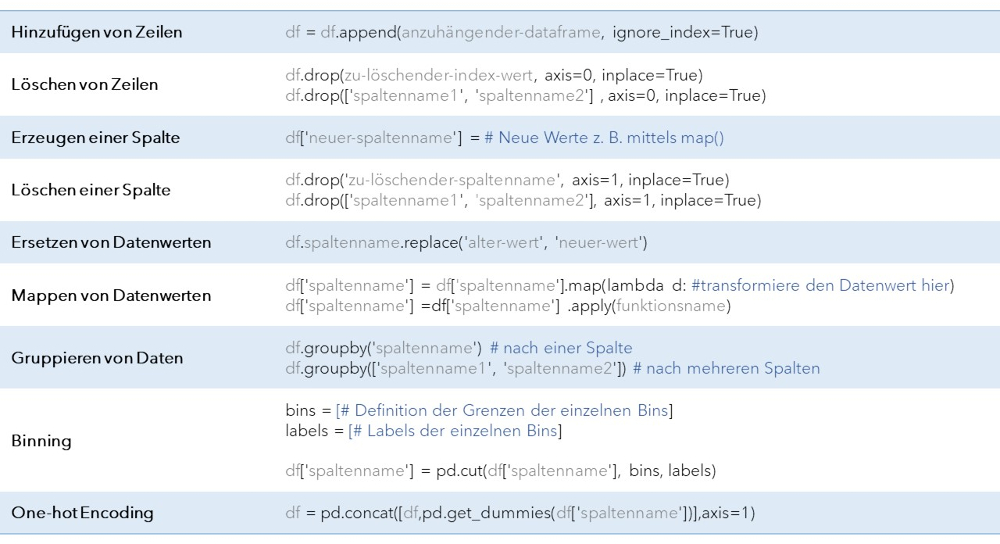 Hinzufügen von Zeilen df = df.append(anzuhängender-dataframe, ignore_index=True)
Löschen von Zeilen
df.drop(zu-löschender-index-wert, axis=0, inplace=True)
df.drop(['spaltenname1', 'spaltenname2'] , axis=0, inplace=True)
Erzeugen einer Spalte df['neuer-spaltenname'] = # Neue Werte z. B. mittels map()
Löschen einer Spalte
df.drop('zu-löschender-spaltenname', axis=1, inplace=True)
df.drop(['spaltenname1', 'spaltenname2'], axis=1, inplace=True)
Ersetzen von Datenwerten df.spaltenname.replace('alter-wert', 'neuer-wert')
Mappen von Datenwerten
df['spaltenname'] = df['spaltenname'].map(lambda d: #transformiere den Datenwert hier)
df['spaltenname'] =df['spaltenname'] .apply(funktionsname)
Gruppieren von Daten
df.groupby('spaltenname') # nach einer Spalte
df.groupby(['spaltenname1', 'spaltenname2']) # nach mehreren Spalten
Binning
bins = [# Definition der Grenzen der einzelnen Bins]
labels = [# Labels der einzelnen Bins]
df['spaltenname'] = pd.cut(df['spaltenname'], bins, labels)
One-hot Encoding df = pd.concat([df,pd.get_dummies(df['spaltenname'])],axis=1)